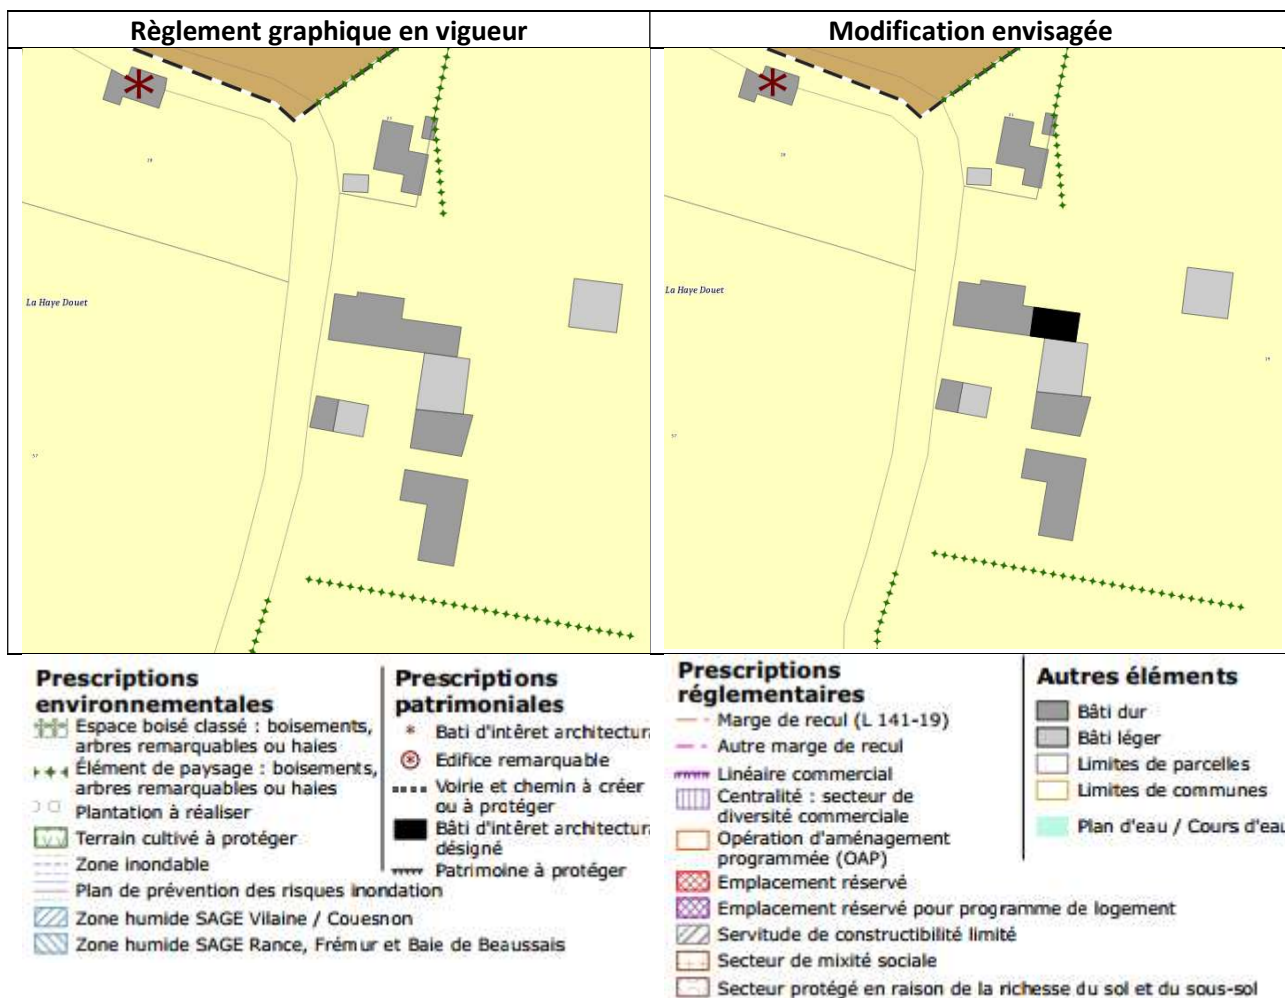 Règlement graphique en vigueur
Modification envisagée
La Haye Douet
57
La Haye Douet
57
Prescriptions
environnementales
Espace boisé classé : boisements,
arbres remarquables ou haies
Élément de paysage : boisements,
arbres remarquables ou haies
Plantation à réaliser
Terrain cultivé à protéger
Zone inondable
Plan de prévention des risques inondation
Zone humide SAGE Vilaine / Couesnon
Zone humide SAGE Rance, Frémur et Baie de Beaussais
Prescriptions
patrimoniales
Bati d'intêret architectura
Edifice remarquable
Voirie et chemin à créer
ou à protéger
Bâti d'intêret architectura
désigné
Patrimoine à protéger
Prescriptions
réglementaires
Marge de recul (L 141-19)
Autre marge de recul
Linéaire commercial
Centralité : secteur de
diversité commerciale
Opération d'aménagement
programmée (OAP)
Emplacement réservé
Emplacement réservé pour programme de logement
Servitude de constructibilité limité
Secteur de mixité sociale
Secteur protégé en raison de la richesse du sol et du sous-sol
Autres éléments
Bâti dur
Bâti léger
Limites de parcelles
Limites de communes
Plan d'eau / Cours d'eau